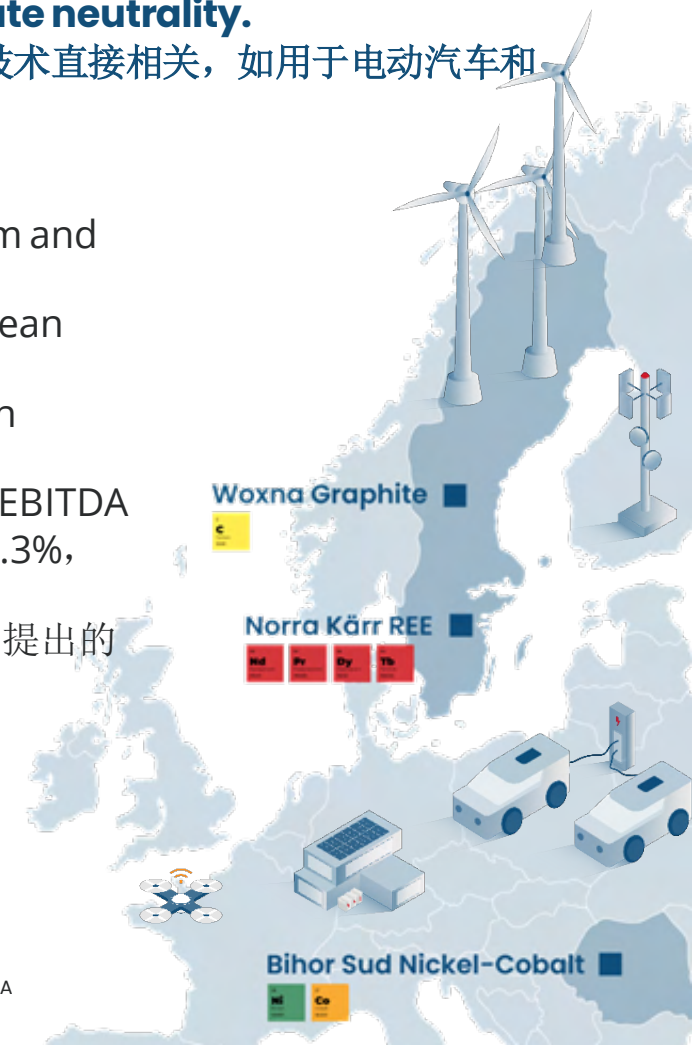 ate neutrality.
技术直接相关，如用于电动汽车和
m and
ean
n
EBITDA
.3%，
提出的
Woxna Graphite
C
Norra Kärr REE
Nd Pr Dy Tb
Bihor Sud Nickel-Cobalt
Ni Co
A